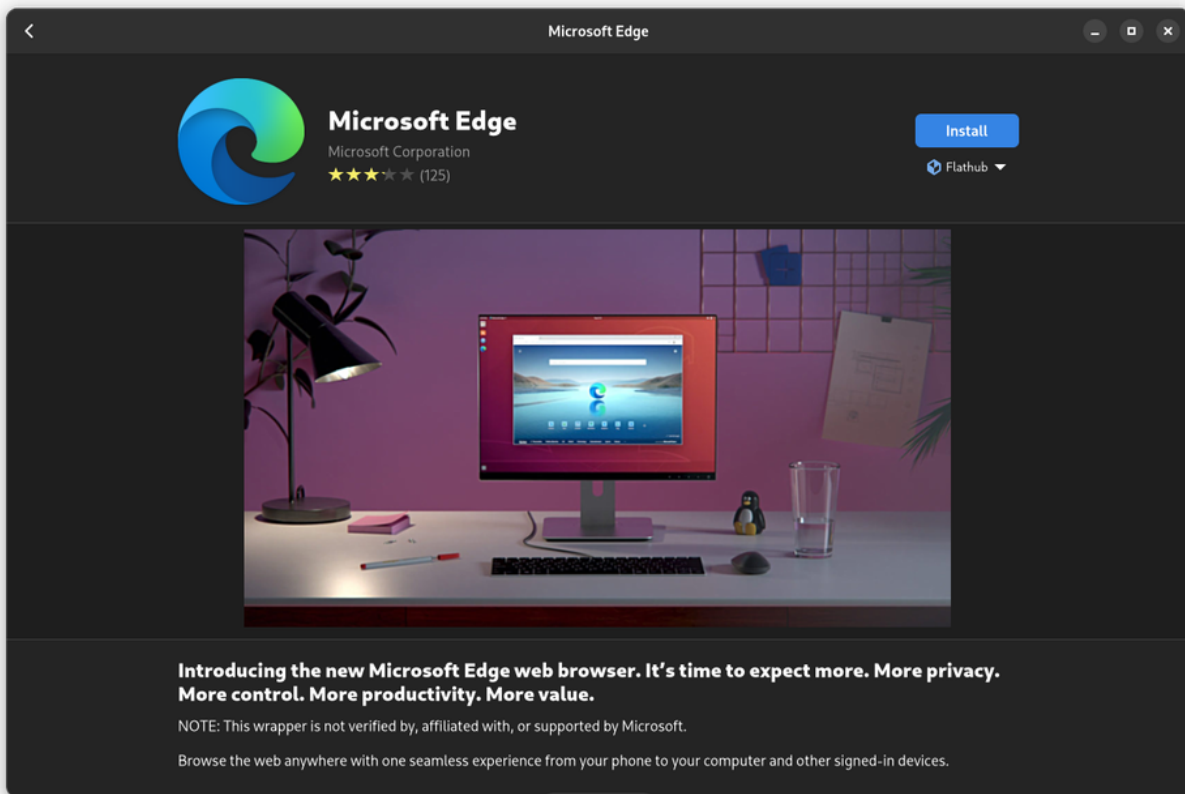 Microsoft Edge
Microsoft Edge
Microsoft Corporation
(125)
Install
Flathub
Introducing the new Microsoft Edge web browser. It’s time to expect more. More privacy.
More control. More productivity. More value.
NOTE: This wrapper is not verified by, affiliated with, or supported by Microsoft.
Browse the web anywhere with one seamless experience from your phone to your computer and other signed-in devices.